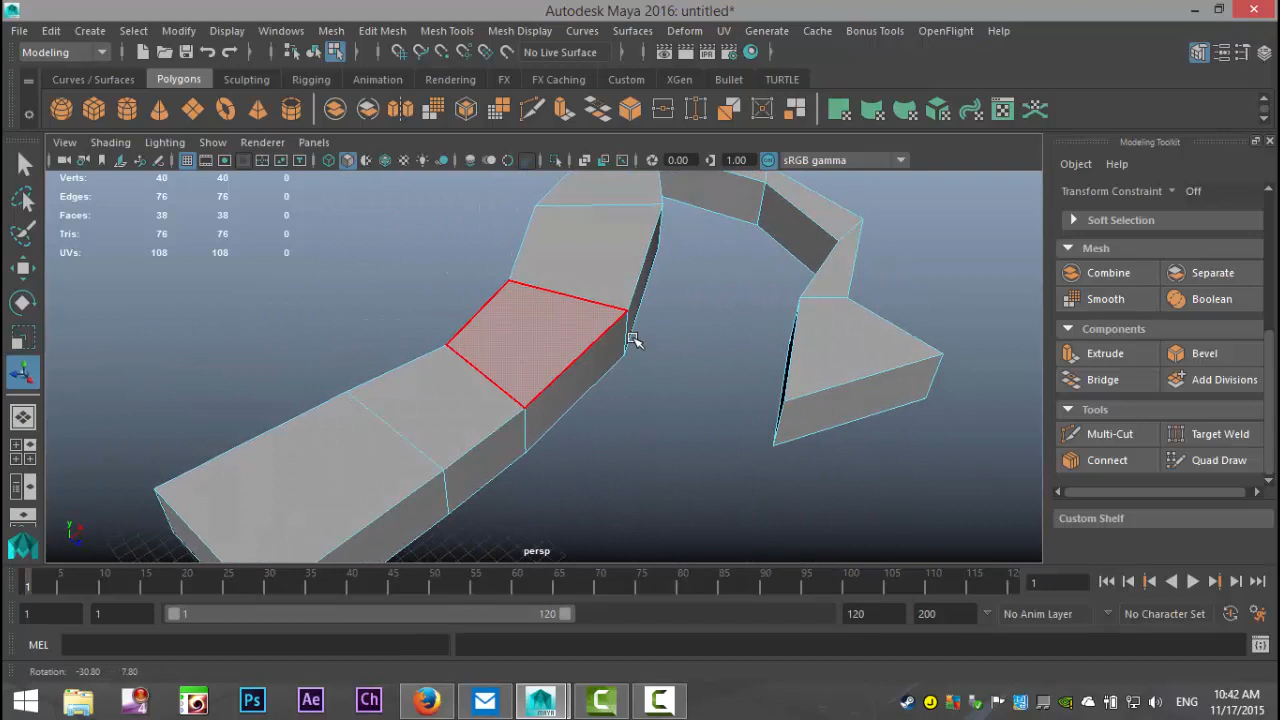 Autodesk Maya 2016: untitled*
File Edit Create Select Modify Display Windows Mesh Edit Mesh Mesh Tools Mesh Display Curves Surfaces Deform UV Generate Cache Bonus Tools OpenFlight Help
Modeling No Live Surface
Curves / Surfaces Polygons Sculpting Rigging Animation Rendering FX FX Caching Custom XGen Bullet TURTLE
View Shading Lighting Show Renderer Panels
0.00 1.00 sRGB gamma
Verts: 40 40 0
Edges: 76 76 0
Faces: 38 38 0
Tris: 76 76 0
UVs: 108 108 0
y
persp
Modeling Toolkit
Object Help
Transform Constraint Off
Soft Selection
Mesh
Combine Separate
Smooth Boolean
Components
Extrude Bevel
Bridge Add Divisions
Tools
Multi-Cut Target Weld
Connect Quad Draw
Custom Shelf
1 5 10 15 20 25 30 35 40 45 50 55 60 65 70 75 80 85 90 95 100 105 110 115 12 1
1 1 1 120 120 200 No Anim Layer No Character Set
MEL
Rotation: -30.80 7.80
Ps Ae Ch MAYA C C ENG 10:42 AM
11/17/2015